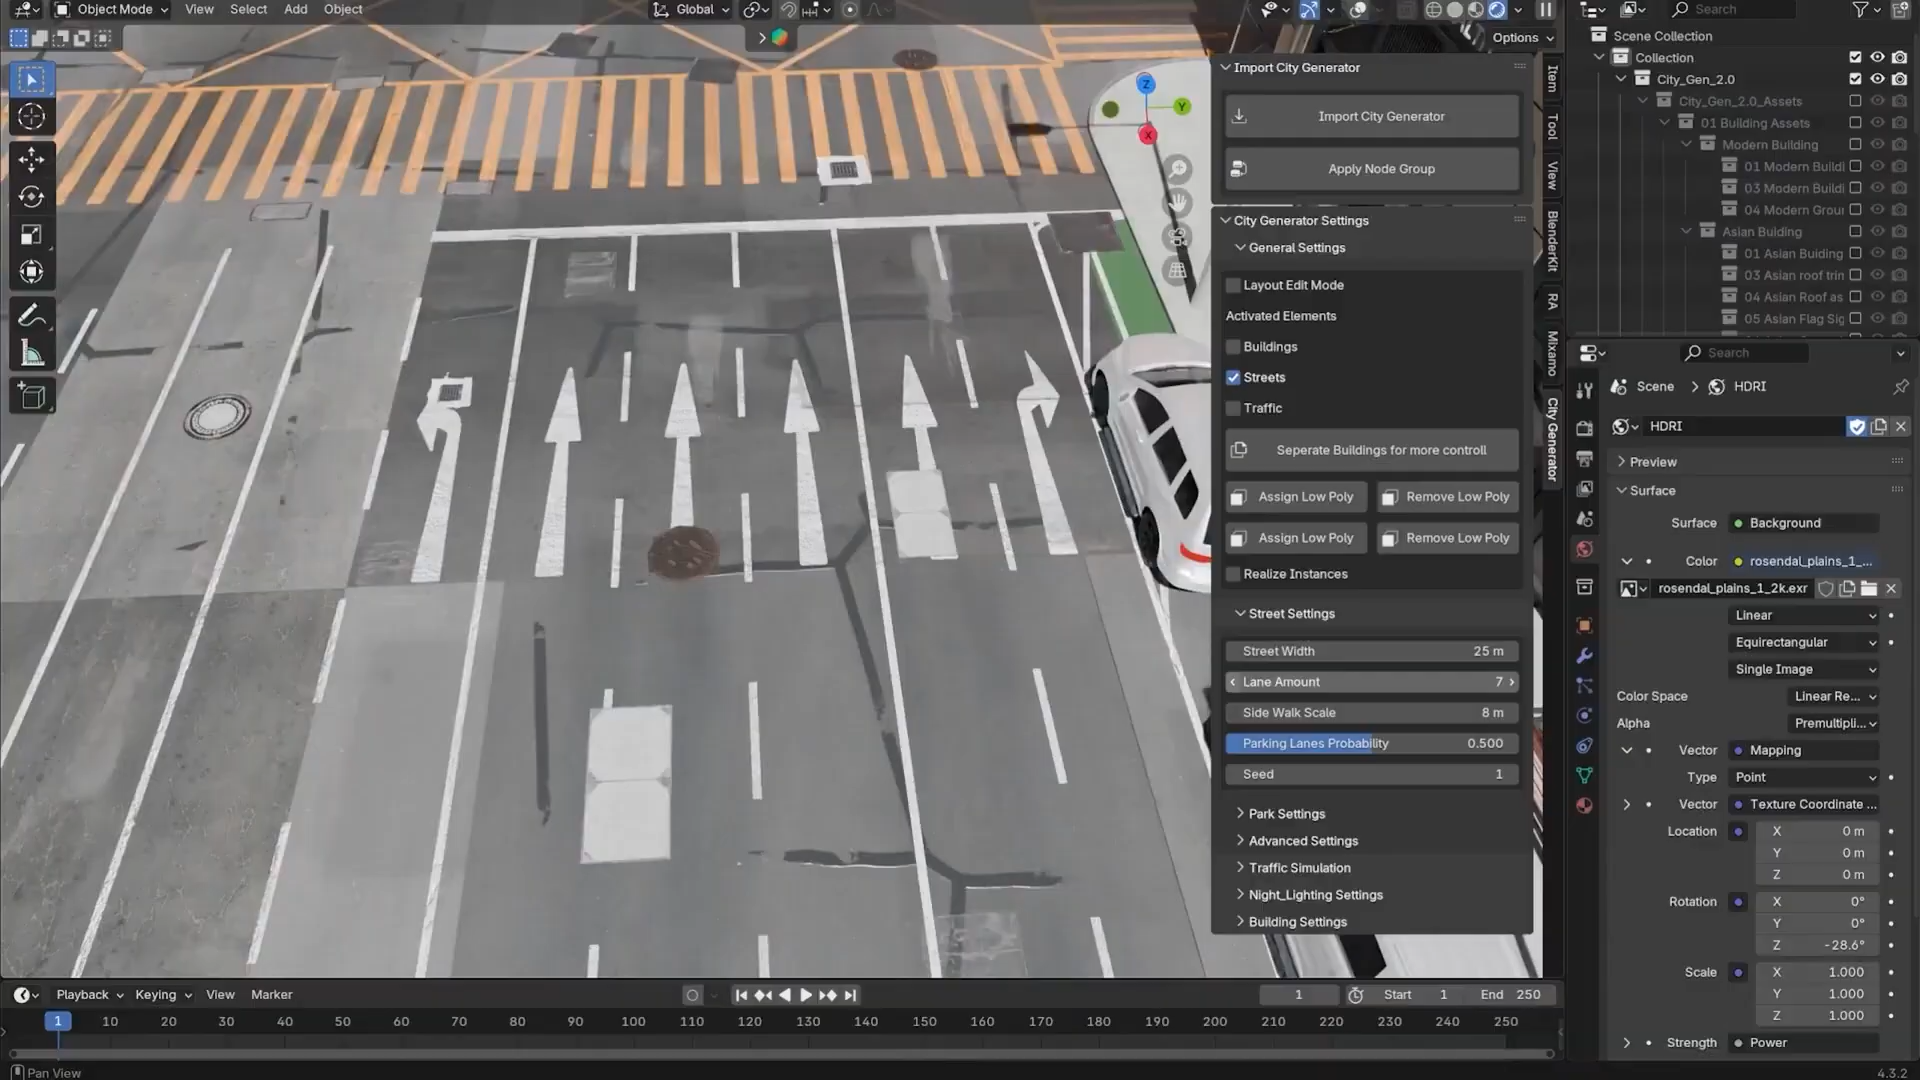 Object Mode
View
Select
Add
Object
Global
Options
Search
Scene Collection
Collection
City_Gen_2.0
City_Gen_2.0_Assets
01 Building Assets
Modern Building
01 Modern Buildi
03 Modern Buildi
04 Modern Grour
Asian Buiding
01 Asian Buiding
03 Asian roof trin
04 Asian Roof as
05 Asian Flag Sig
Z
Y
X
Import City Generator
Import City Generator
Apply Node Group
City Generator Settings
General Settings
Layout Edit Mode
Activated Elements
Buildings
Streets
Traffic
Seperate Buildings for more controll
Assign Low Poly
Remove Low Poly
Assign Low Poly
Remove Low Poly
Realize Instances
Street Settings
Street Width 25 m
Lane Amount 7
Side Walk Scale 8 m
Parking Lanes Probability 0.500
Seed 1
Park Settings
Advanced Settings
Traffic Simulation
Night_Lighting Settings
Building Settings
Item
Tool
View
BlenderKit
RA
Mixamo
City Generator
Search
Scene > HDRI
HDRI
Preview
Surface
Surface Background
Color rosendal_plains_1_...
rosendal_plains_1_2k.exr
Linear
Equirectangular
Single Image
Color Space Linear Re...
Alpha Premultipli...
Vector Mapping
Type Point
Vector Texture Coordinate ...
Location X 0 m
Y 0 m
Z 0 m
Rotation X 0°
Y 0°
Z -28.6°
Scale X 1.000
Y 1.000
Z 1.000
Strength Power
Playback
Keying
View
Marker
1
Start 1
End 250
1 10 20 30 40 50 60 70 80 90 100 110 120 130 140 150 160 170 180 190 200 210 220 230 240 250
Pan View
4.3.2